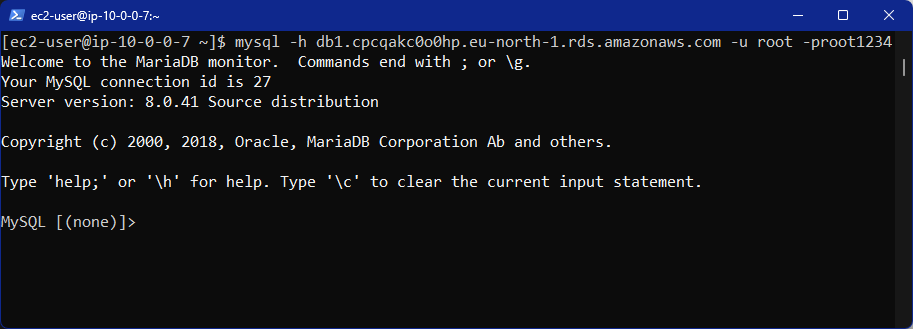 ec2-user@ip-10-0-0-7:~
[ec2-user@ip-10-0-0-7 ~]$ mysql -h db1.cpcqakc0o0hp.eu-north-1.rds.amazonaws.com -u root -proot1234
Welcome to the MariaDB monitor.  Commands end with ; or \g.
Your MySQL connection id is 27
Server version: 8.0.41 Source distribution
Copyright (c) 2000, 2018, Oracle, MariaDB Corporation Ab and others.
Type 'help;' or '\h' for help. Type '\c' to clear the current input statement.
MySQL [(none)]>